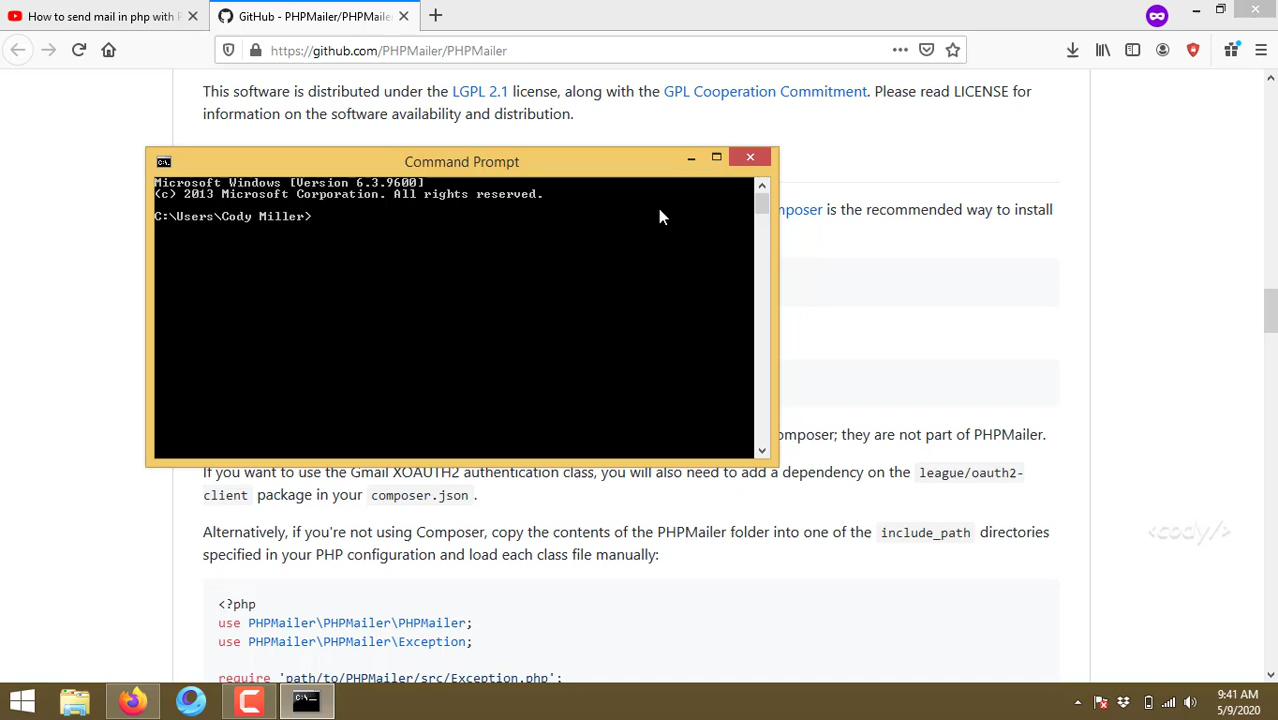 How to send mail in php with P
GitHub - PHPMailer/PHPMailer
https://github.com/PHPMailer/PHPMailer
This software is distributed under the LGPL 2.1 license, along with the GPL Cooperation Commitment. Please read LICENSE for
information on the software availability and distribution.
Command Prompt
Microsoft Windows [Version 6.3.9600]
(c) 2013 Microsoft Corporation. All rights reserved.
mposer is the recommended way to install
C:\Users\Cody Miller>
omposer; they are not part of PHPMailer.
If you want to use the Gmail XOAUTH2 authentication class, you will also need to add a dependency on the league/oauth2-
client package in your composer.json.
Alternatively, if you're not using Composer, copy the contents of the PHPMailer folder into one of the include_path directories
<cody/>
specified in your PHP configuration and load each class file manually:
<?php
use PHPMailer\PHPMailer\PHPMailer;
use PHPMailer\PHPMailer\Exception;
require 'path/to/PHPMailer/src/Exception.php';
9:41 AM
5/9/2020